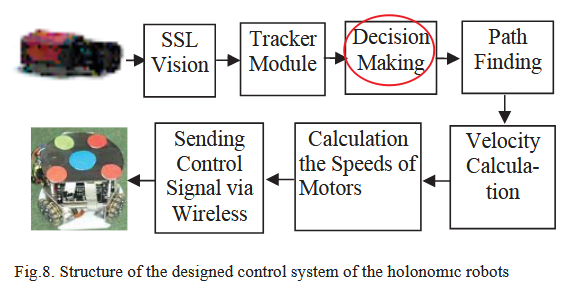 SSL
Vision
Tracker
Module
Decision
Making
Path
Finding
Velocity
Calcula-
tion
Calculation
the Speeds of
Motors
Sending
Control
Signal via
Wireless
Fig.8. Structure of the designed control system of the holonomıc robots